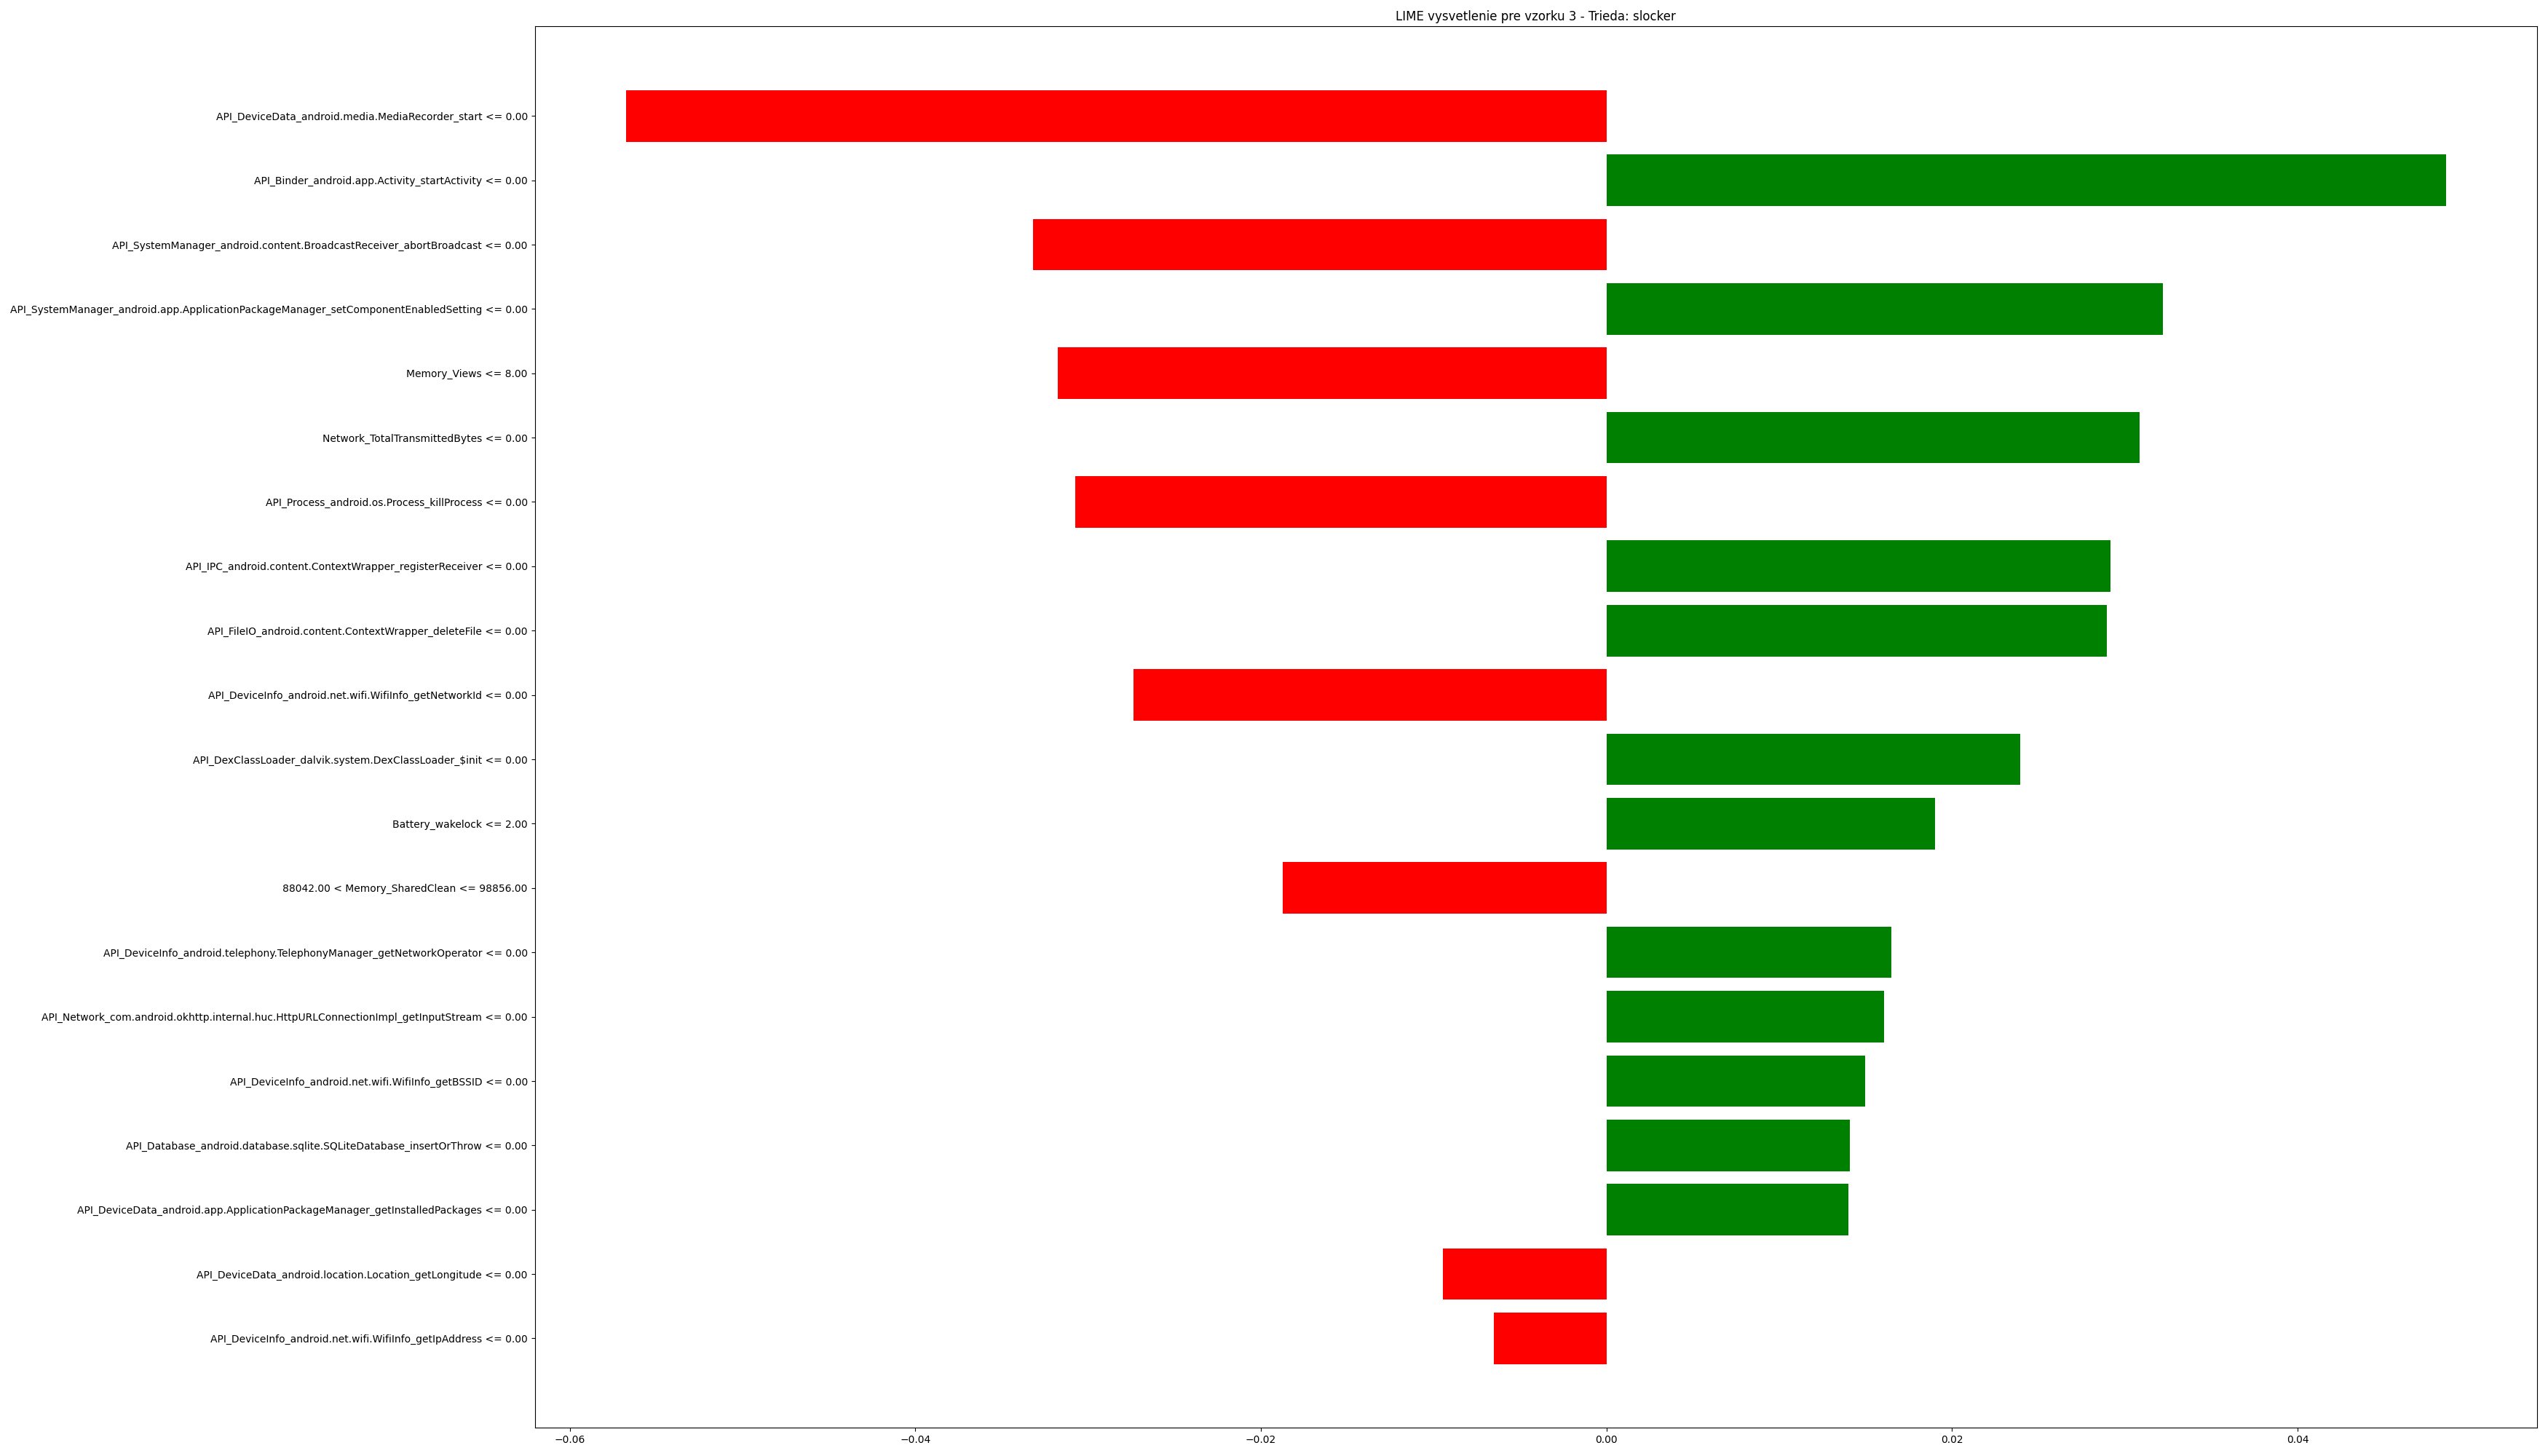 LIME vysvetlenie pre vzorku 3 - Trieda: slocker
API_DeviceData_android.media.MediaRecorder_start <= 0.00
API_Binder_android.app.Activity_startActivity <= 0.00
API_SystemManager_android.content.BroadcastReceiver_abortBroadcast <= 0.00
API_SystemManager_android.app.ApplicationPackageManager_setComponentEnabledSetting <= 0.00
Memory_Views <= 8.00
Network_TotalTransmittedBytes <= 0.00
API_Process_android.os.Process_killProcess <= 0.00
API_IPC_android.content.ContextWrapper_registerReceiver <= 0.00
API_FileIO_android.content.ContextWrapper_deleteFile <= 0.00
API_DeviceInfo_android.net.wifi.WifiInfo_getNetworkId <= 0.00
API_DexClassLoader_dalvik.system.DexClassLoader_$init <= 0.00
Battery_wakelock <= 2.00
88042.00 < Memory_SharedClean <= 98856.00
API_DeviceInfo_android.telephony.TelephonyManager_getNetworkOperator <= 0.00
API_Network_com.android.okhttp.internal.huc.HttpURLConnectionImpl_getInputStream <= 0.00
API_DeviceInfo_android.net.wifi.WifiInfo_getBSSID <= 0.00
API_Database_android.database.sqlite.SQLiteDatabase_insertOrThrow <= 0.00
API_DeviceData_android.app.ApplicationPackageManager_getInstalledPackages <= 0.00
API_DeviceData_android.location.Location_getLongitude <= 0.00
API_DeviceInfo_android.net.wifi.WifiInfo_getIpAddress <= 0.00
−0.06 −0.04 −0.02 0.00 0.02 0.04